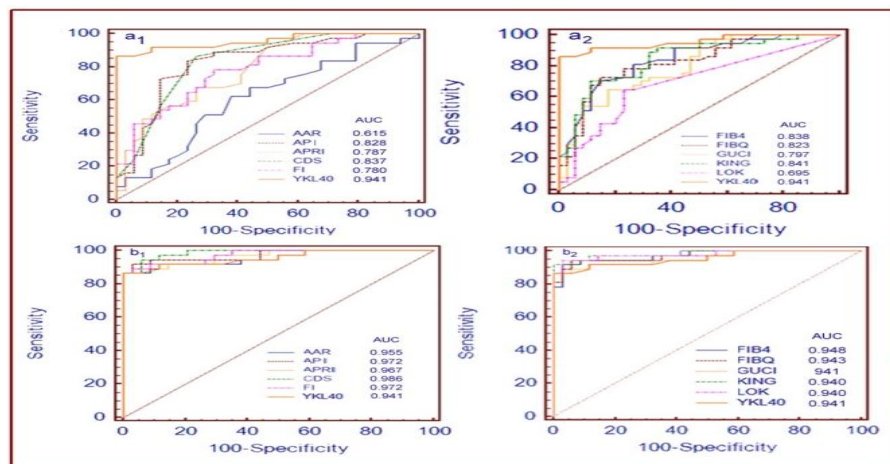 a1
100
80
60
40
20
0
Sensitivity
AUC
AAR 0.615
API 0.828
APRI 0.787
CDS 0.837
FI 0.780
YKL40 0.941
0 20 40 60 80 100
100-Specificity
a2
100
80
60
40
20
0
Sensitivity
AUC
FIB4 0.838
FIBQ 0.823
GUCI 0.797
KING 0.841
LOK 0.695
YKL40 0.941
0 20 40 60 80
100-Specificity
b1
100
80
60
40
20
0
Sensitivity
AUC
AAR 0.955
API 0.972
APRI 0.967
CDS 0.986
FI 0.972
YKL40 0.941
0 20 40 60 80 100
100-Specificity
b2
100
80
60
40
20
0
Sensitivity
AUC
FIB4 0.948
FIBQ 0.943
GUCI 941
KING 0.940
LOK 0.940
YKL40 0.941
0 20 40 60 80 100
100-Specificity